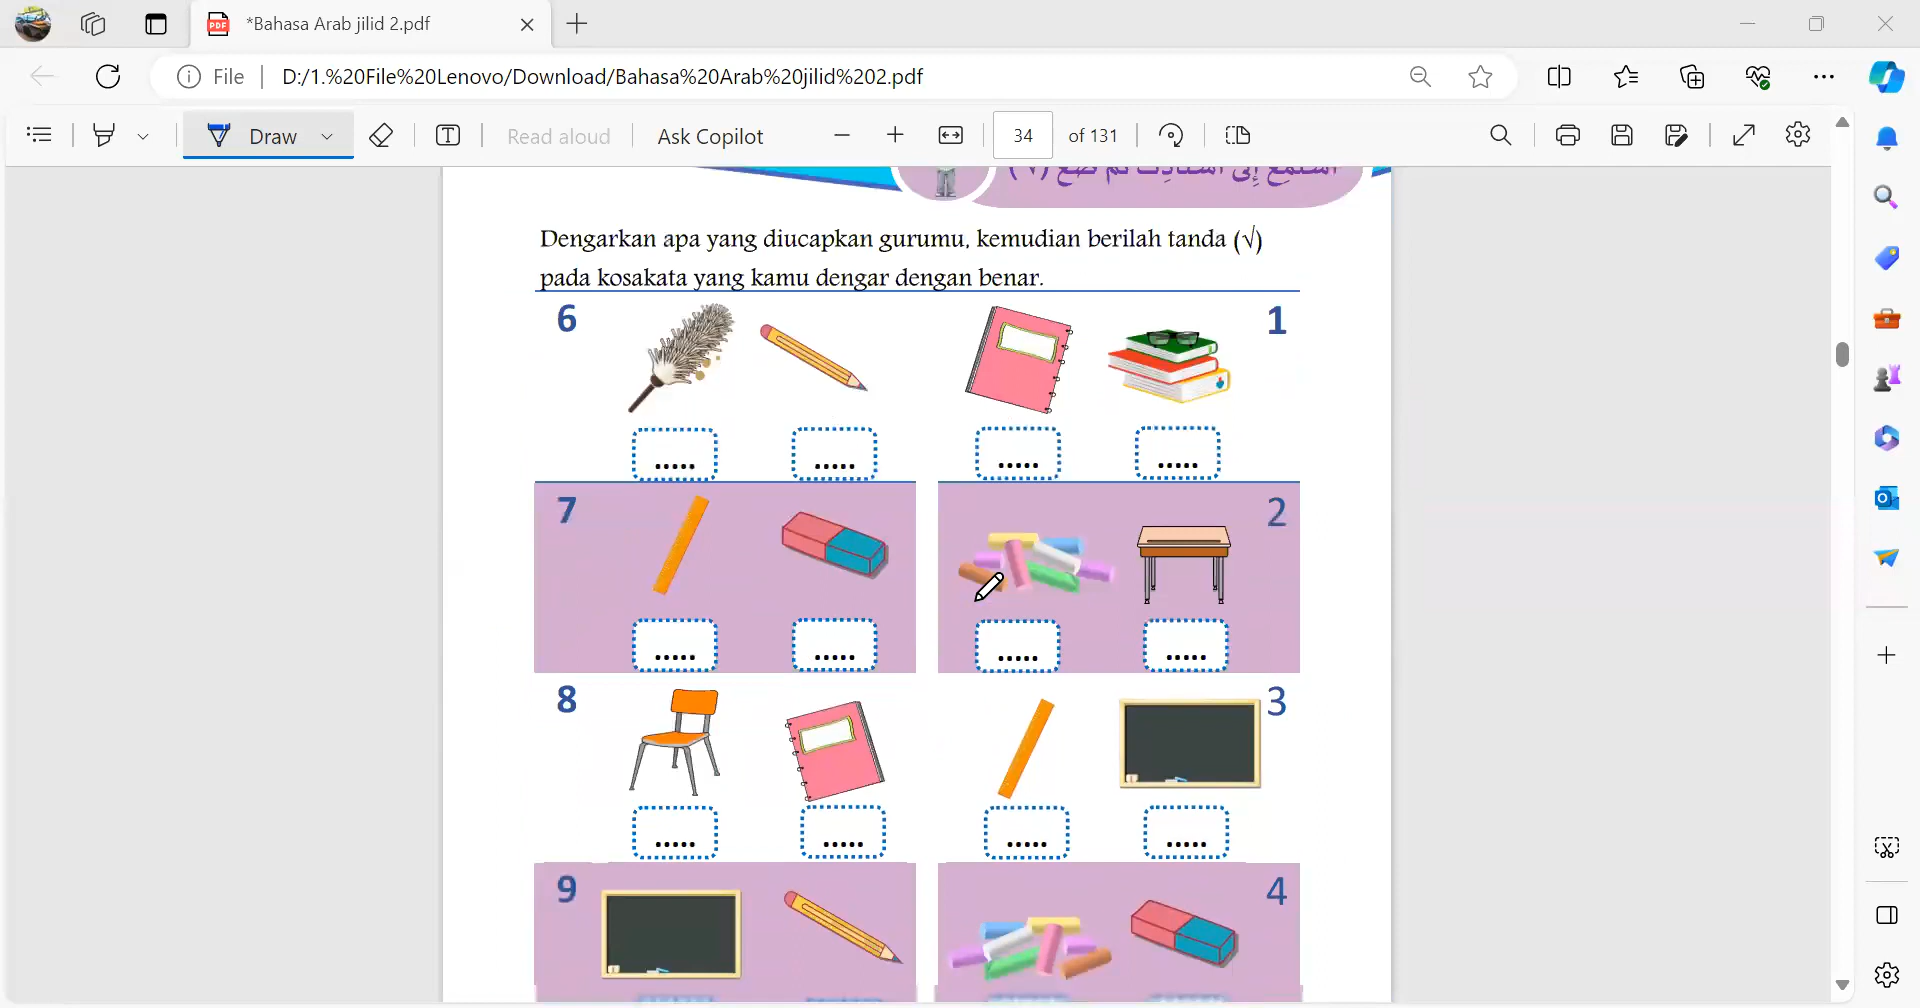 *Bahasa Arab jilid 2.pdf
File
D:/1.%20File%20Lenovo/Download/Bahasa%20Arab%20jilid%202.pdf
Draw
Read aloud
Ask Copilot
34 of 131
Dengarkan apa yang diucapkan gurumu, kemudian berilah tanda (√)
pada kosakata yang kamu dengar dengan benar.
6
1
.....
.....
.....
.....
7
2
.....
.....
.....
.....
8
3
.....
.....
.....
.....
9
4